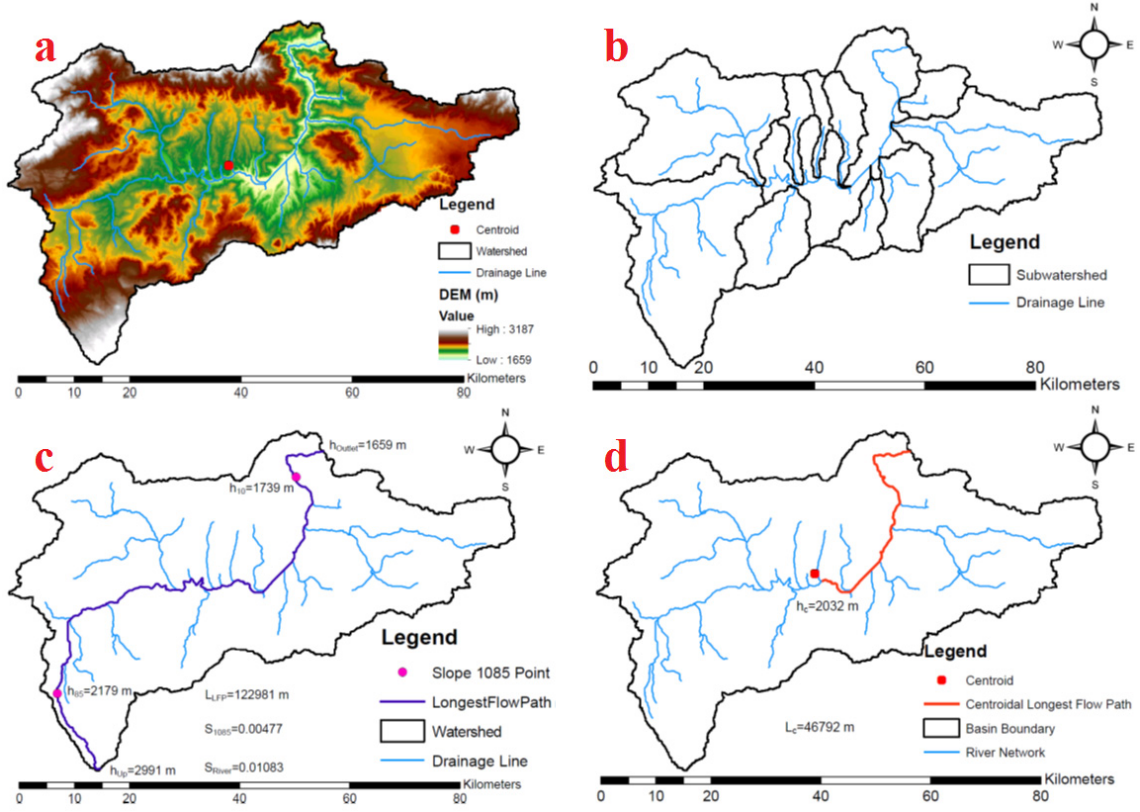 a
Legend
Centroid
Watershed
Drainage Line
DEM (m)
Value
High : 3187
Low : 1659
Kilometers
0 10 20 40 60 80
b
N
W E
S
Legend
Subwatershed
Drainage Line
0 10 20 40 60 80
Kilometers
c
N
W E
S
hOutlet=1659 m
h10=1739 m
h85=2179 m
hUp=2991 m
LLFP=122981 m
S1085=0.00477
SRiver=0.01083
Legend
Slope 1085 Point
LongestFlowPath
Watershed
Drainage Line
Kilometers
0 10 20 40 60 80
d
N
W E
S
hc=2032 m
Lc=46792 m
Legend
Centroid
Centroidal Longest Flow Path
Basin Boundary
River Network
Kilometers
0 10 20 40 60 80